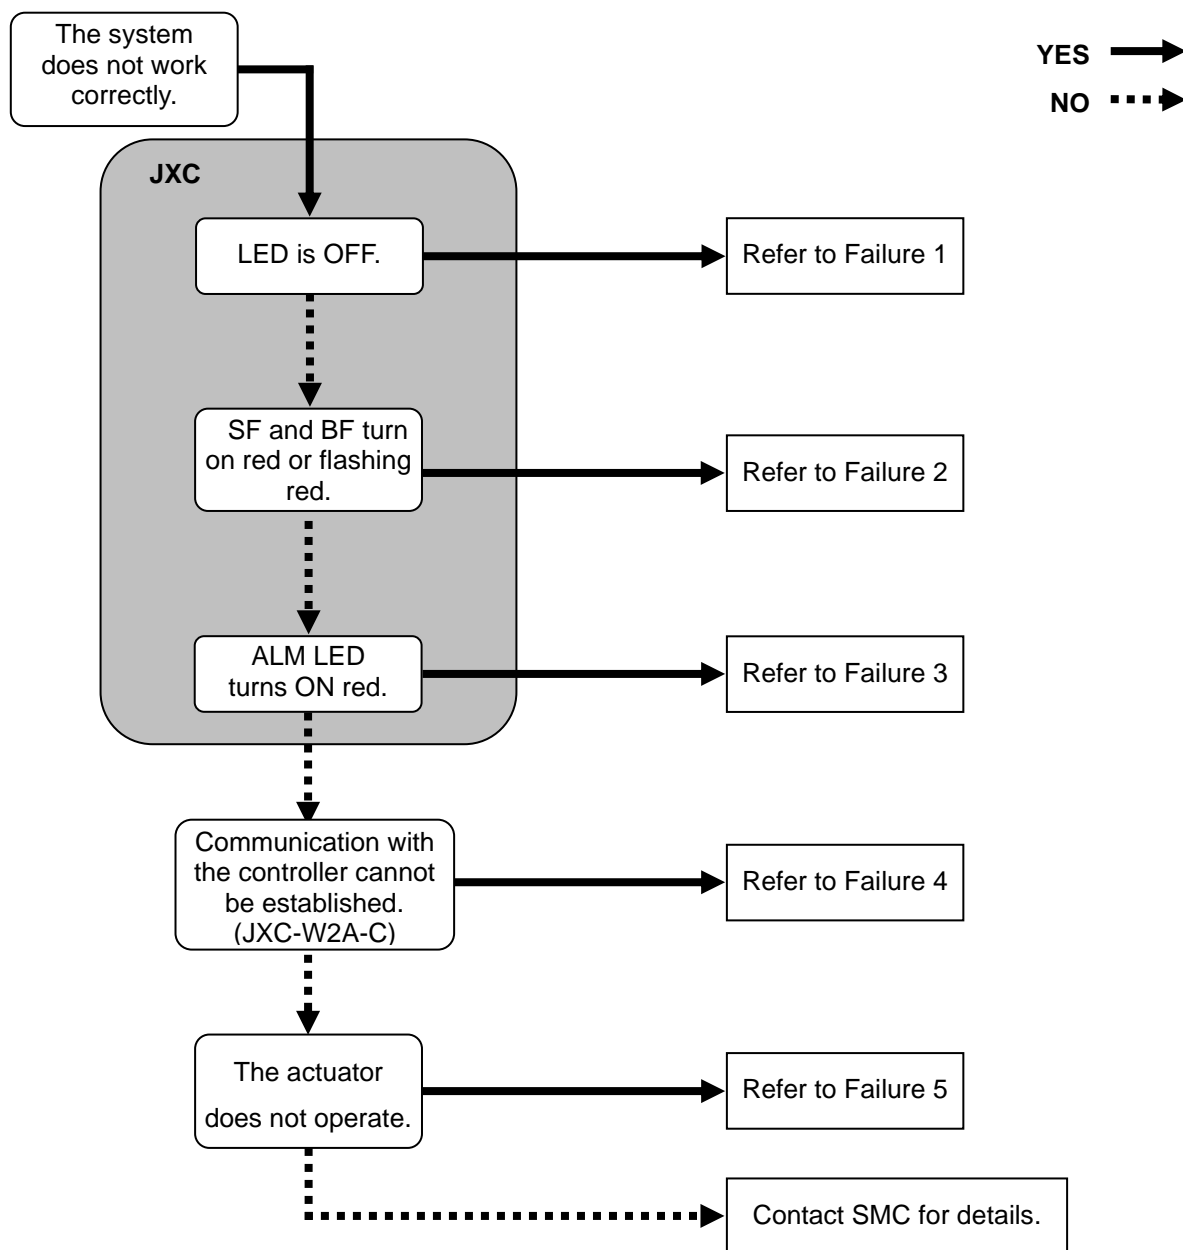 The system
does not work
correctly.
YES
NO
JXC
LED is OFF.
Refer to Failure 1
SF and BF turn
on red or flashing
red.
Refer to Failure 2
ALM LED
turns ON red.
Refer to Failure 3
Communication with
the controller cannot
be established.
(JXC-W2A-C)
Refer to Failure 4
The actuator
does not operate.
Refer to Failure 5
Contact SMC for details.